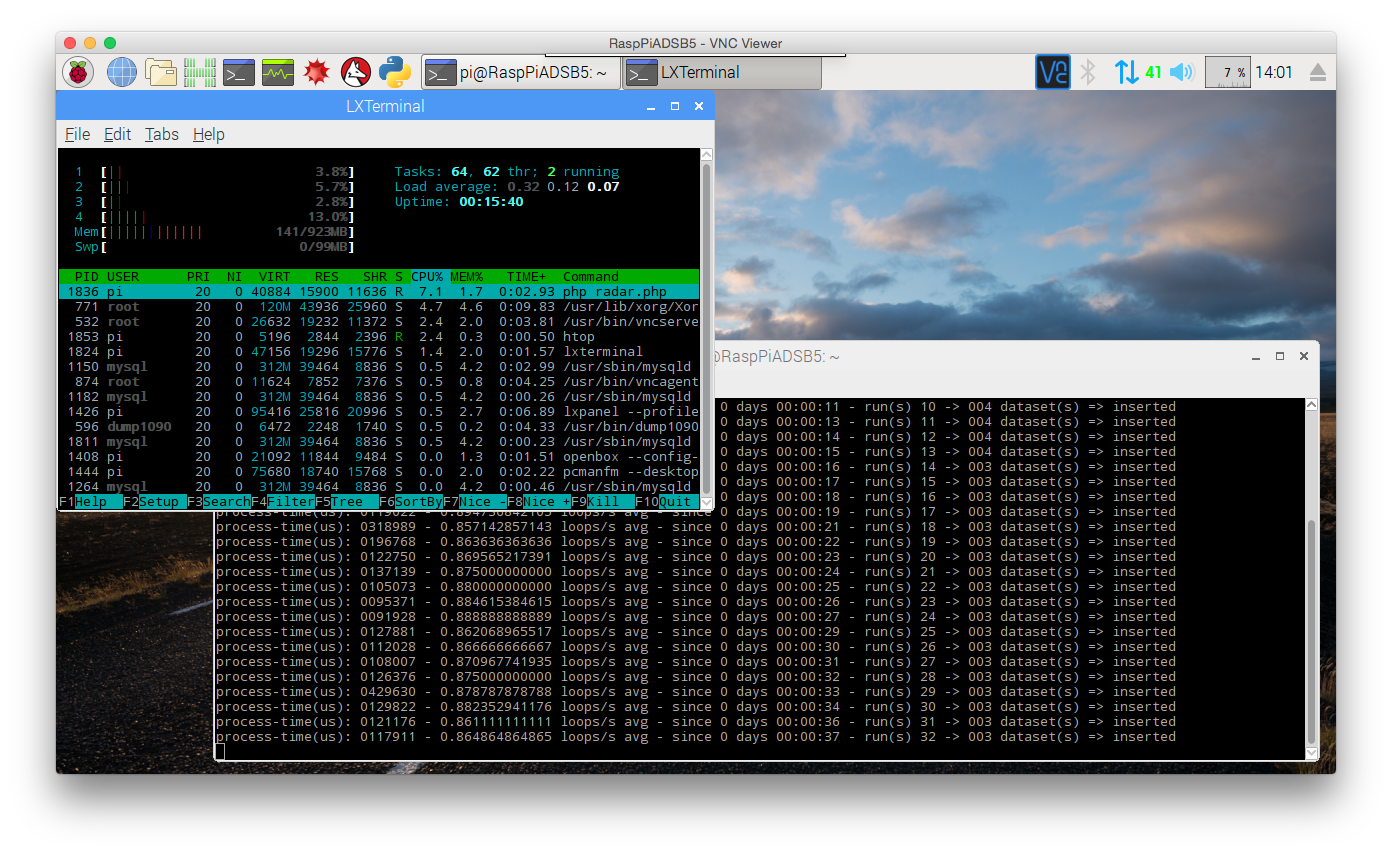 RaspPiADSB5 - VNC Viewer
pi@RaspPiADSB5: ~
LXTerminal
41
7 %
14:01
LXTerminal
File Edit Tabs Help
1 [|| 3.8%] Tasks: 64, 62 thr; 2 running
2 [||| 5.7%] Load average: 0.32 0.12 0.07
3 [|| 2.8%] Uptime: 00:15:40
4 [||||| 13.0%]
Mem[|||||||||||| 141/923MB]
Swp[ 0/99MB]
PID USER PRI NI VIRT RES SHR S CPU% MEM% TIME+ Command
1836 pi 20 0 40884 15900 11636 R 7.1 1.7 0:02.93 php radar.php
771 root 20 0 120M 43936 25960 S 4.7 4.6 0:09.83 /usr/lib/xorg/Xor
532 root 20 0 26632 19232 11372 S 2.4 2.0 0:03.81 /usr/bin/vncserve
1853 pi 20 0 5196 2844 2396 R 2.4 0.3 0:00.50 htop
1824 pi 20 0 47156 19296 15776 S 1.4 2.0 0:01.57 lxterminal
1150 mysql 20 0 312M 39464 8836 S 0.5 4.2 0:02.99 /usr/sbin/mysqld
874 root 20 0 11624 7852 7376 S 0.5 0.8 0:04.25 /usr/bin/vncagent
1182 mysql 20 0 312M 39464 8836 S 0.5 4.2 0:00.26 /usr/sbin/mysqld
1426 pi 20 0 95416 25816 20996 S 0.5 2.7 0:06.89 lxpanel --profile
596 dump1090 20 0 6472 2248 1740 S 0.5 0.2 0:04.33 /usr/bin/dump1090
1811 mysql 20 0 312M 39464 8836 S 0.5 4.2 0:00.23 /usr/sbin/mysqld
1408 pi 20 0 21092 11844 9484 S 0.0 1.3 0:01.51 openbox --config-
1444 pi 20 0 75680 18740 15768 S 0.0 2.0 0:02.22 pcmanfm --desktop
1264 mysql 20 0 312M 39464 8836 S 0.0 4.2 0:00.46 /usr/sbin/mysqld
F1Help F2Setup F3SearchF4FilterF5Tree F6SortByF7Nice -F8Nice +F9Kill F10Quit
@RaspPiADSB5: ~
0 days 00:00:11 - run(s) 10 -> 004 dataset(s) => inserted
0 days 00:00:13 - run(s) 11 -> 004 dataset(s) => inserted
0 days 00:00:14 - run(s) 12 -> 004 dataset(s) => inserted
0 days 00:00:15 - run(s) 13 -> 004 dataset(s) => inserted
0 days 00:00:16 - run(s) 14 -> 003 dataset(s) => inserted
0 days 00:00:17 - run(s) 15 -> 003 dataset(s) => inserted
0 days 00:00:18 - run(s) 16 -> 003 dataset(s) => inserted
0 days 00:00:19 - run(s) 17 -> 003 dataset(s) => inserted
process-time(us): 0318989 - 0.857142857143 loops/s avg - since 0 days 00:00:21 - run(s) 18 -> 003 dataset(s) => inserted
process-time(us): 0196768 - 0.863636363636 loops/s avg - since 0 days 00:00:22 - run(s) 19 -> 003 dataset(s) => inserted
process-time(us): 0122750 - 0.869565217391 loops/s avg - since 0 days 00:00:23 - run(s) 20 -> 003 dataset(s) => inserted
process-time(us): 0137139 - 0.875000000000 loops/s avg - since 0 days 00:00:24 - run(s) 21 -> 003 dataset(s) => inserted
process-time(us): 0105073 - 0.880000000000 loops/s avg - since 0 days 00:00:25 - run(s) 22 -> 003 dataset(s) => inserted
process-time(us): 0095371 - 0.884615384615 loops/s avg - since 0 days 00:00:26 - run(s) 23 -> 003 dataset(s) => inserted
process-time(us): 0091928 - 0.888888888889 loops/s avg - since 0 days 00:00:27 - run(s) 24 -> 003 dataset(s) => inserted
process-time(us): 0127881 - 0.862068965517 loops/s avg - since 0 days 00:00:29 - run(s) 25 -> 003 dataset(s) => inserted
process-time(us): 0112028 - 0.866666666667 loops/s avg - since 0 days 00:00:30 - run(s) 26 -> 003 dataset(s) => inserted
process-time(us): 0108007 - 0.870967741935 loops/s avg - since 0 days 00:00:31 - run(s) 27 -> 003 dataset(s) => inserted
process-time(us): 0126376 - 0.875000000000 loops/s avg - since 0 days 00:00:32 - run(s) 28 -> 003 dataset(s) => inserted
process-time(us): 0429630 - 0.878787878788 loops/s avg - since 0 days 00:00:33 - run(s) 29 -> 003 dataset(s) => inserted
process-time(us): 0129822 - 0.882352941176 loops/s avg - since 0 days 00:00:34 - run(s) 30 -> 003 dataset(s) => inserted
process-time(us): 0121176 - 0.861111111111 loops/s avg - since 0 days 00:00:36 - run(s) 31 -> 003 dataset(s) => inserted
process-time(us): 0117911 - 0.864864864865 loops/s avg - since 0 days 00:00:37 - run(s) 32 -> 003 dataset(s) => inserted